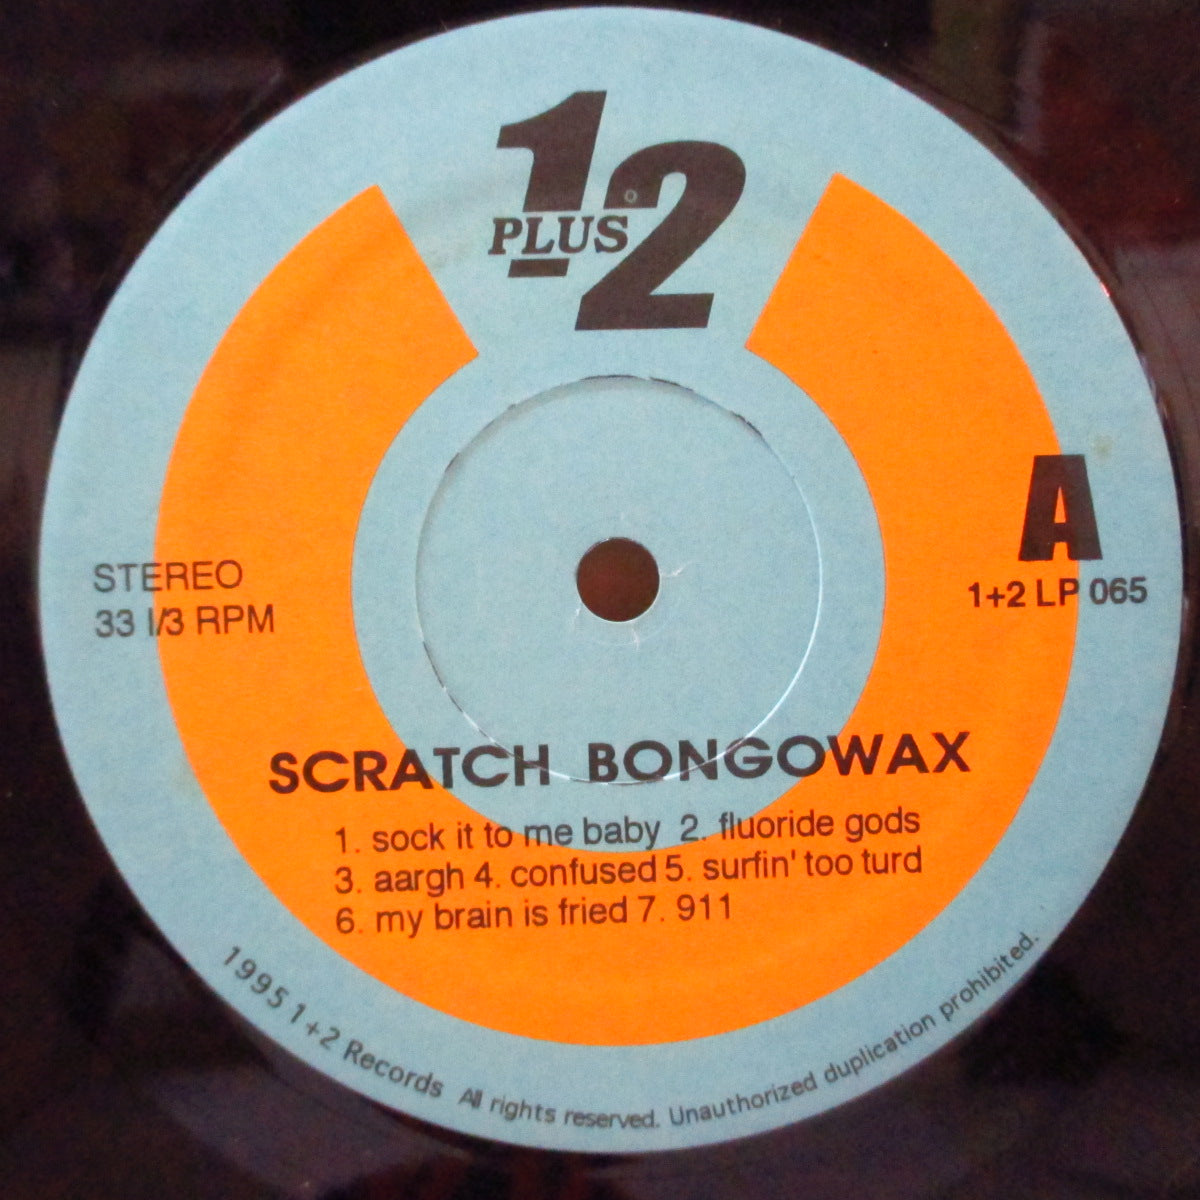 1 PLUS 2
A
1+2 LP 065
STEREO
33 1/3 RPM
SCRATCH BONGOWAX
1. sock it to me baby 2. fluoride gods
3. aargh 4. confused 5. surfin' too turd
6. my brain is fried 7. 911
1995 1+2 Records All rights reserved. Unauthorized duplication prohibited.